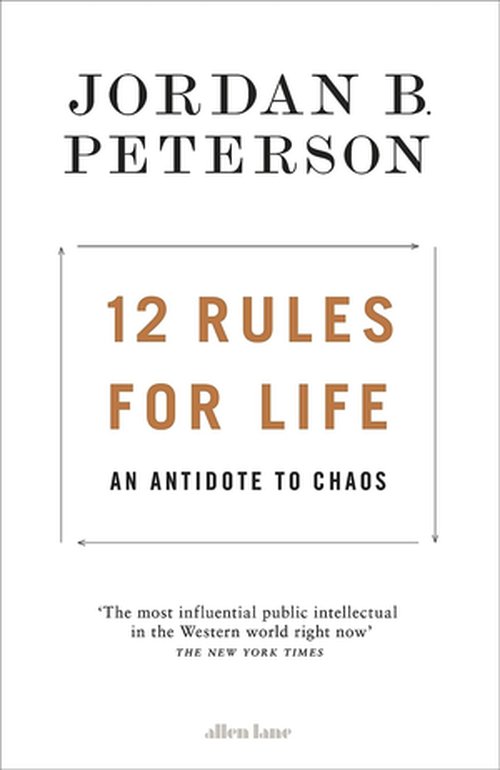 JORDAN B.
PETERSON
12 RULES
FOR LIFE
AN ANTIDOTE TO CHAOS
‘The most influential public intellectual
in the Western world right now’
THE NEW YORK TIMES
allen lane